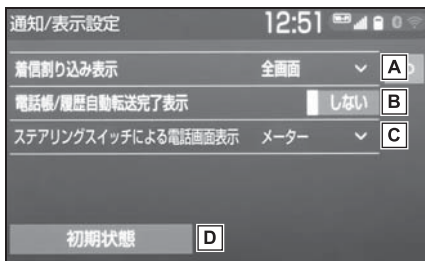 通知/表示設定 12:51
着信割り込み表示 全画面 A
電話帳/履歴自動転送完了表示 しない B
ステアリングスイッチによる電話画面表示 メーター C
初期状態 D